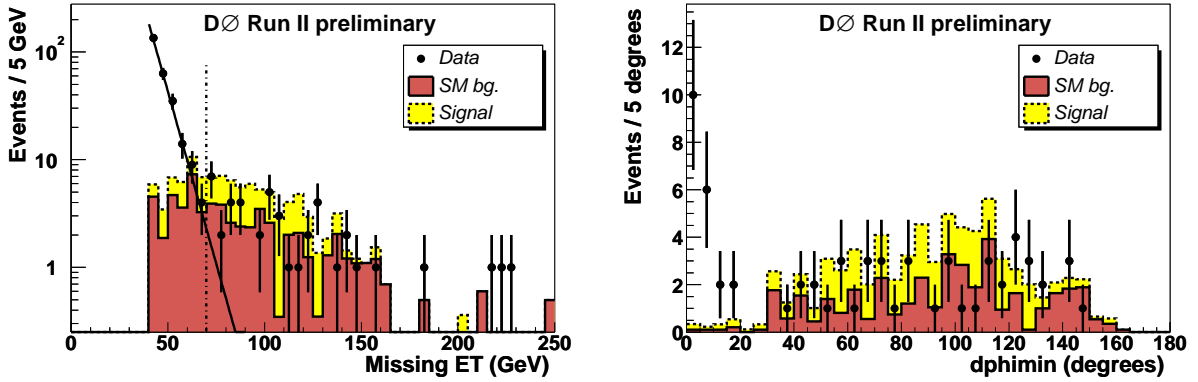 DØ Run II preliminary
Data
SM bg.
Signal
Events / 5 GeV
10²
10
1
0 50 100 150 200 250
Missing ET (GeV)
DØ Run II preliminary
Data
SM bg.
Signal
Events / 5 degrees
12
10
8
6
4
2
0
0 20 40 60 80 100 120 140 160 180
dphimin (degrees)